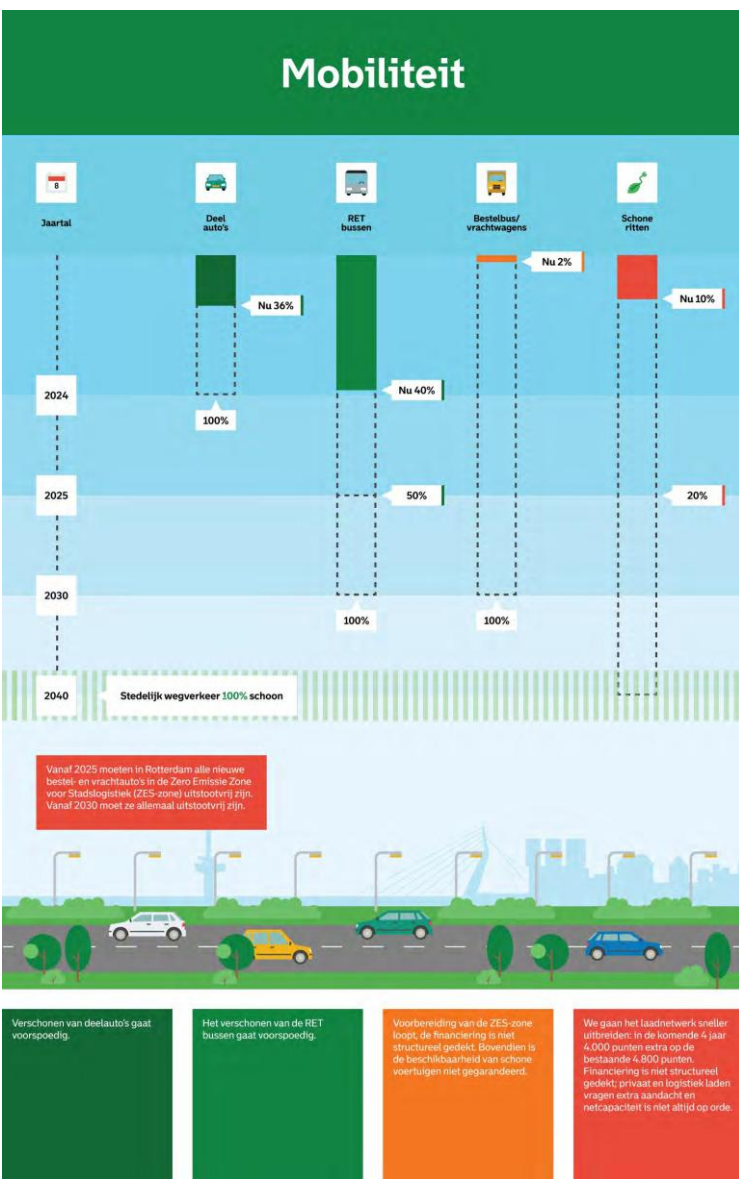 Mobiliteit
8
Jaartal
Deel
auto's
RET
bussen
Bestelbus/
vrachtwagens
Schone
ritten
Nu 2%
Nu 36%
Nu 10%
Nu 40%
2024
100%
2025
50%
20%
2030
100%
100%
2040
Stedelijk wegverkeer 100% schoon
Vanaf 2025 moeten in Rotterdam alle nieuwe
bestel- en vrachtauto's in de Zero Emissie Zone
voor Stadslogistiek (ZES-zone) uitstootvrij zijn.
Vanaf 2030 moet ze allemaal uitstootvrij zijn.
Verschonen van deelauto's gaat
voorspoedig.
Het verschonen van de RET
bussen gaat voorspoedig.
Voorbereiding van de ZES-zone
loopt, de financiering is niet
structureel gedekt. Bovendien is
de beschikbaarheid van schone
voertuigen niet gegarandeerd.
We gaan het laadnetwerk sneller
uitbreiden: in de komende 4 jaar
4.000 punten extra op de
bestaande 4.800 punten.
Financiering is niet structureel
gedekt; privaat en logistiek laden
vragen extra aandacht en
netcapaciteit is niet altijd op orde.